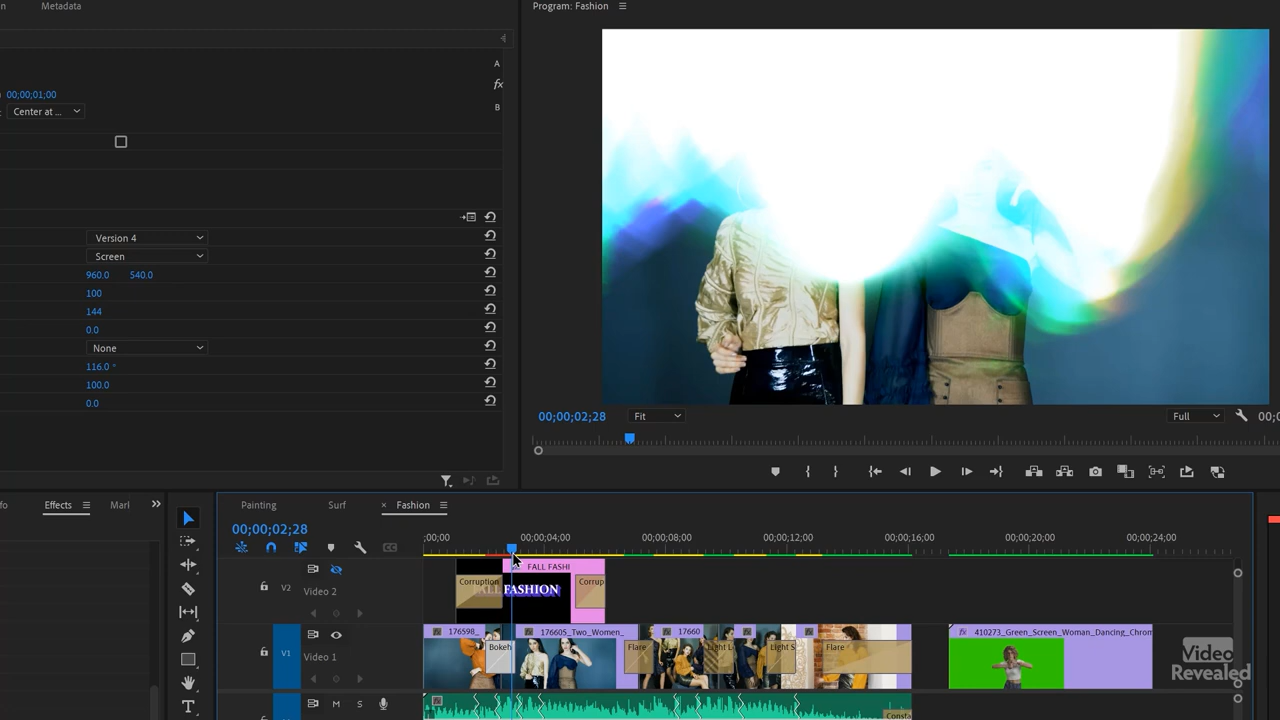 Metadata
Program: Fashion
A
fx
B
00;00;01;00
Center at ...
Version 4
Screen
960.0 540.0
100
144
0.0
None
116.0 °
100.0
0.0
00;00;02;28
Fit
Full
Effects
Painting
Surf
× Fashion
00;00;02;28
;00;00
00;00;04;00
00;00;08;00
00;00;12;00
00;00;16;00
00;00;20;00
00;00;24;00
V2
Video 2
FALL FASHI
Corruption
FALL FASHION
Corrup
V1
Video 1
176598_
Bokeh
176605_Two_Women_
Flare
17660
Light L
Light S
Flare
410273_Green_Screen_Woman_Dancing_Chrom
M S
fx
Consta
Video
Revealed